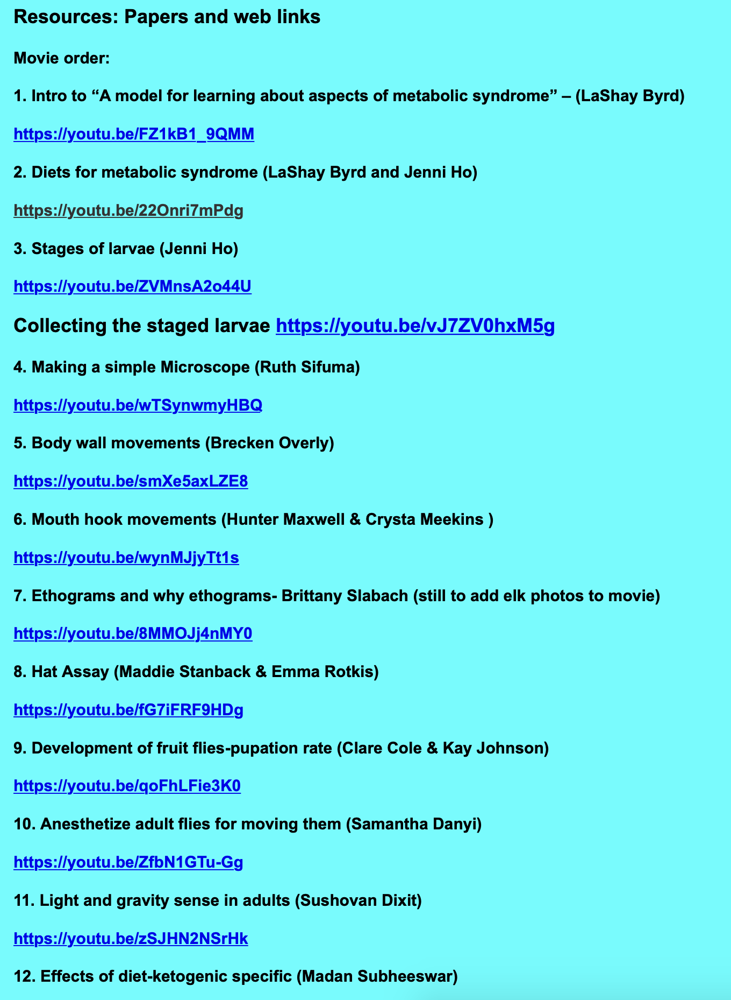 Resources: Papers and web links
Movie order:
1. Intro to “A model for learning about aspects of metabolic syndrome” – (LaShay Byrd)
https://youtu.be/FZ1kB1_9QMM
2. Diets for metabolic syndrome (LaShay Byrd and Jenni Ho)
https://youtu.be/22Onri7mPdg
3. Stages of larvae (Jenni Ho)
https://youtu.be/ZVMnsA2o44U
Collecting the staged larvae https://youtu.be/vJ7ZV0hxM5g
4. Making a simple Microscope (Ruth Sifuma)
https://youtu.be/wTSynwmyHBQ
5. Body wall movements (Brecken Overly)
https://youtu.be/smXe5axLZE8
6. Mouth hook movements (Hunter Maxwell & Crysta Meekins )
https://youtu.be/wynMJjyTt1s
7. Ethograms and why ethograms- Brittany Slabach (still to add elk photos to movie)
https://youtu.be/8MMOJj4nMY0
8. Hat Assay (Maddie Stanback & Emma Rotkis)
https://youtu.be/fG7iFRF9HDg
9. Development of fruit flies-pupation rate (Clare Cole & Kay Johnson)
https://youtu.be/qoFhLFie3K0
10. Anesthetize adult flies for moving them (Samantha Danyi)
https://youtu.be/ZfbN1GTu-Gg
11. Light and gravity sense in adults (Sushovan Dixit)
https://youtu.be/zSJHN2NSrHk
12. Effects of diet-ketogenic specific (Madan Subheeswar)